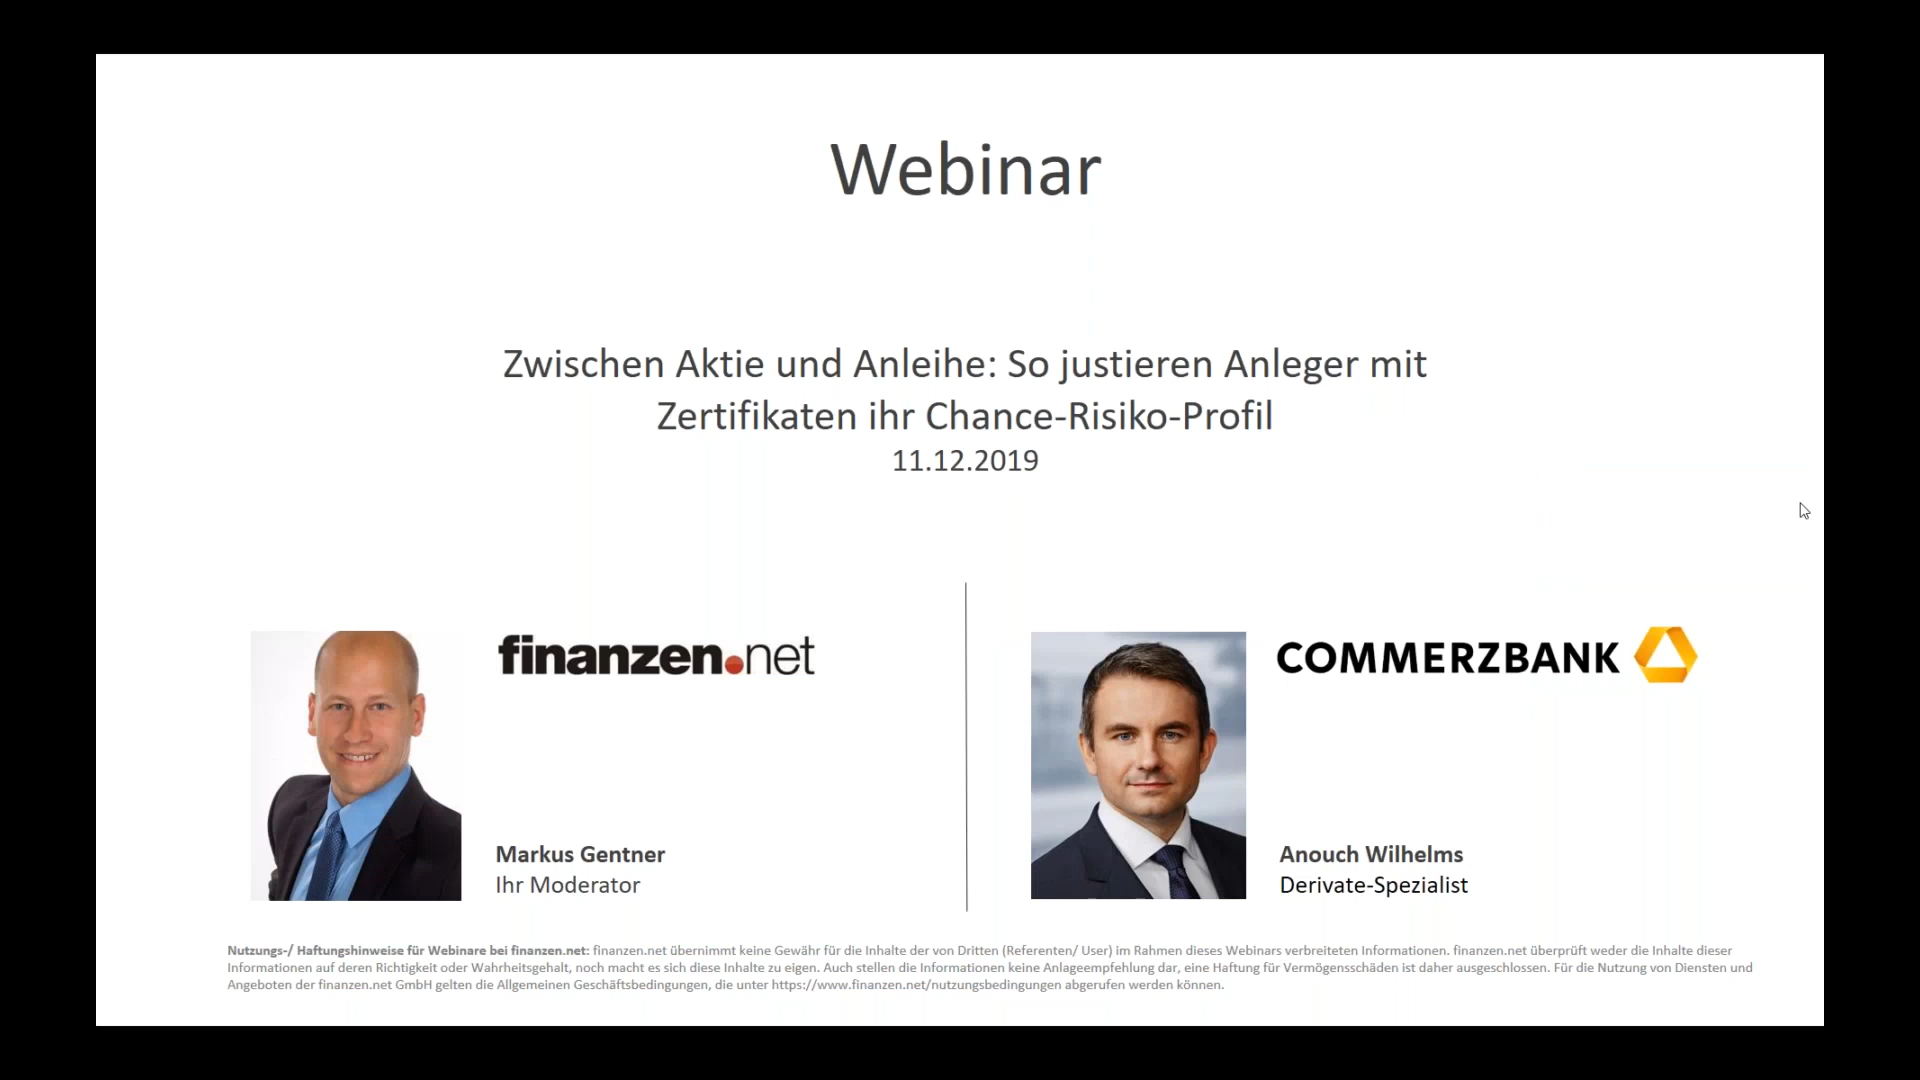 Webinar
Zwischen Aktie und Anleihe: So justieren Anleger mit
Zertifikaten ihr Chance-Risiko-Profil
11.12.2019
finanzen.net
Markus Gentner
Ihr Moderator
COMMERZBANK
Anouch Wilhelms
Derivate-Spezialist
Nutzungs-/ Haftungshinweise für Webinare bei finanzen.net: finanzen.net übernimmt keine Gewähr für die Inhalte der von Dritten (Referenten/ User) im Rahmen dieses Webinars verbreiteten Informationen. finanzen.net überprüft weder die Inhalte dieser
Informationen auf deren Richtigkeit oder Wahrheitsgehalt, noch macht es sich diese Inhalte zu eigen. Auch stellen die Informationen keine Anlageempfehlung dar, eine Haftung für Vermögensschäden ist daher ausgeschlossen. Für die Nutzung von Diensten und
Angeboten der finanzen.net GmbH gelten die Allgemeinen Geschäftsbedingungen, die unter https://www.finanzen.net/nutzungsbedingungen abgerufen werden können.